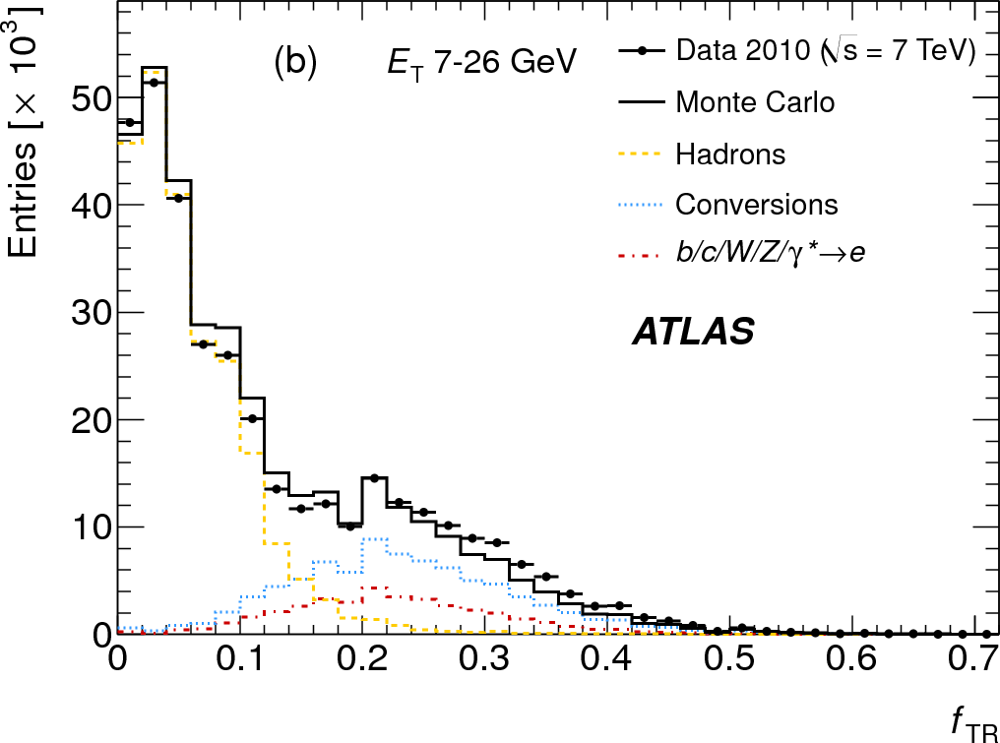 Entries [× 10³]
(b) E_T 7-26 GeV
Data 2010 (√s = 7 TeV)
Monte Carlo
Hadrons
Conversions
b/c/W/Z/γ*→e
ATLAS
50
40
30
20
10
0
0 0.1 0.2 0.3 0.4 0.5 0.6 0.7
f_TR